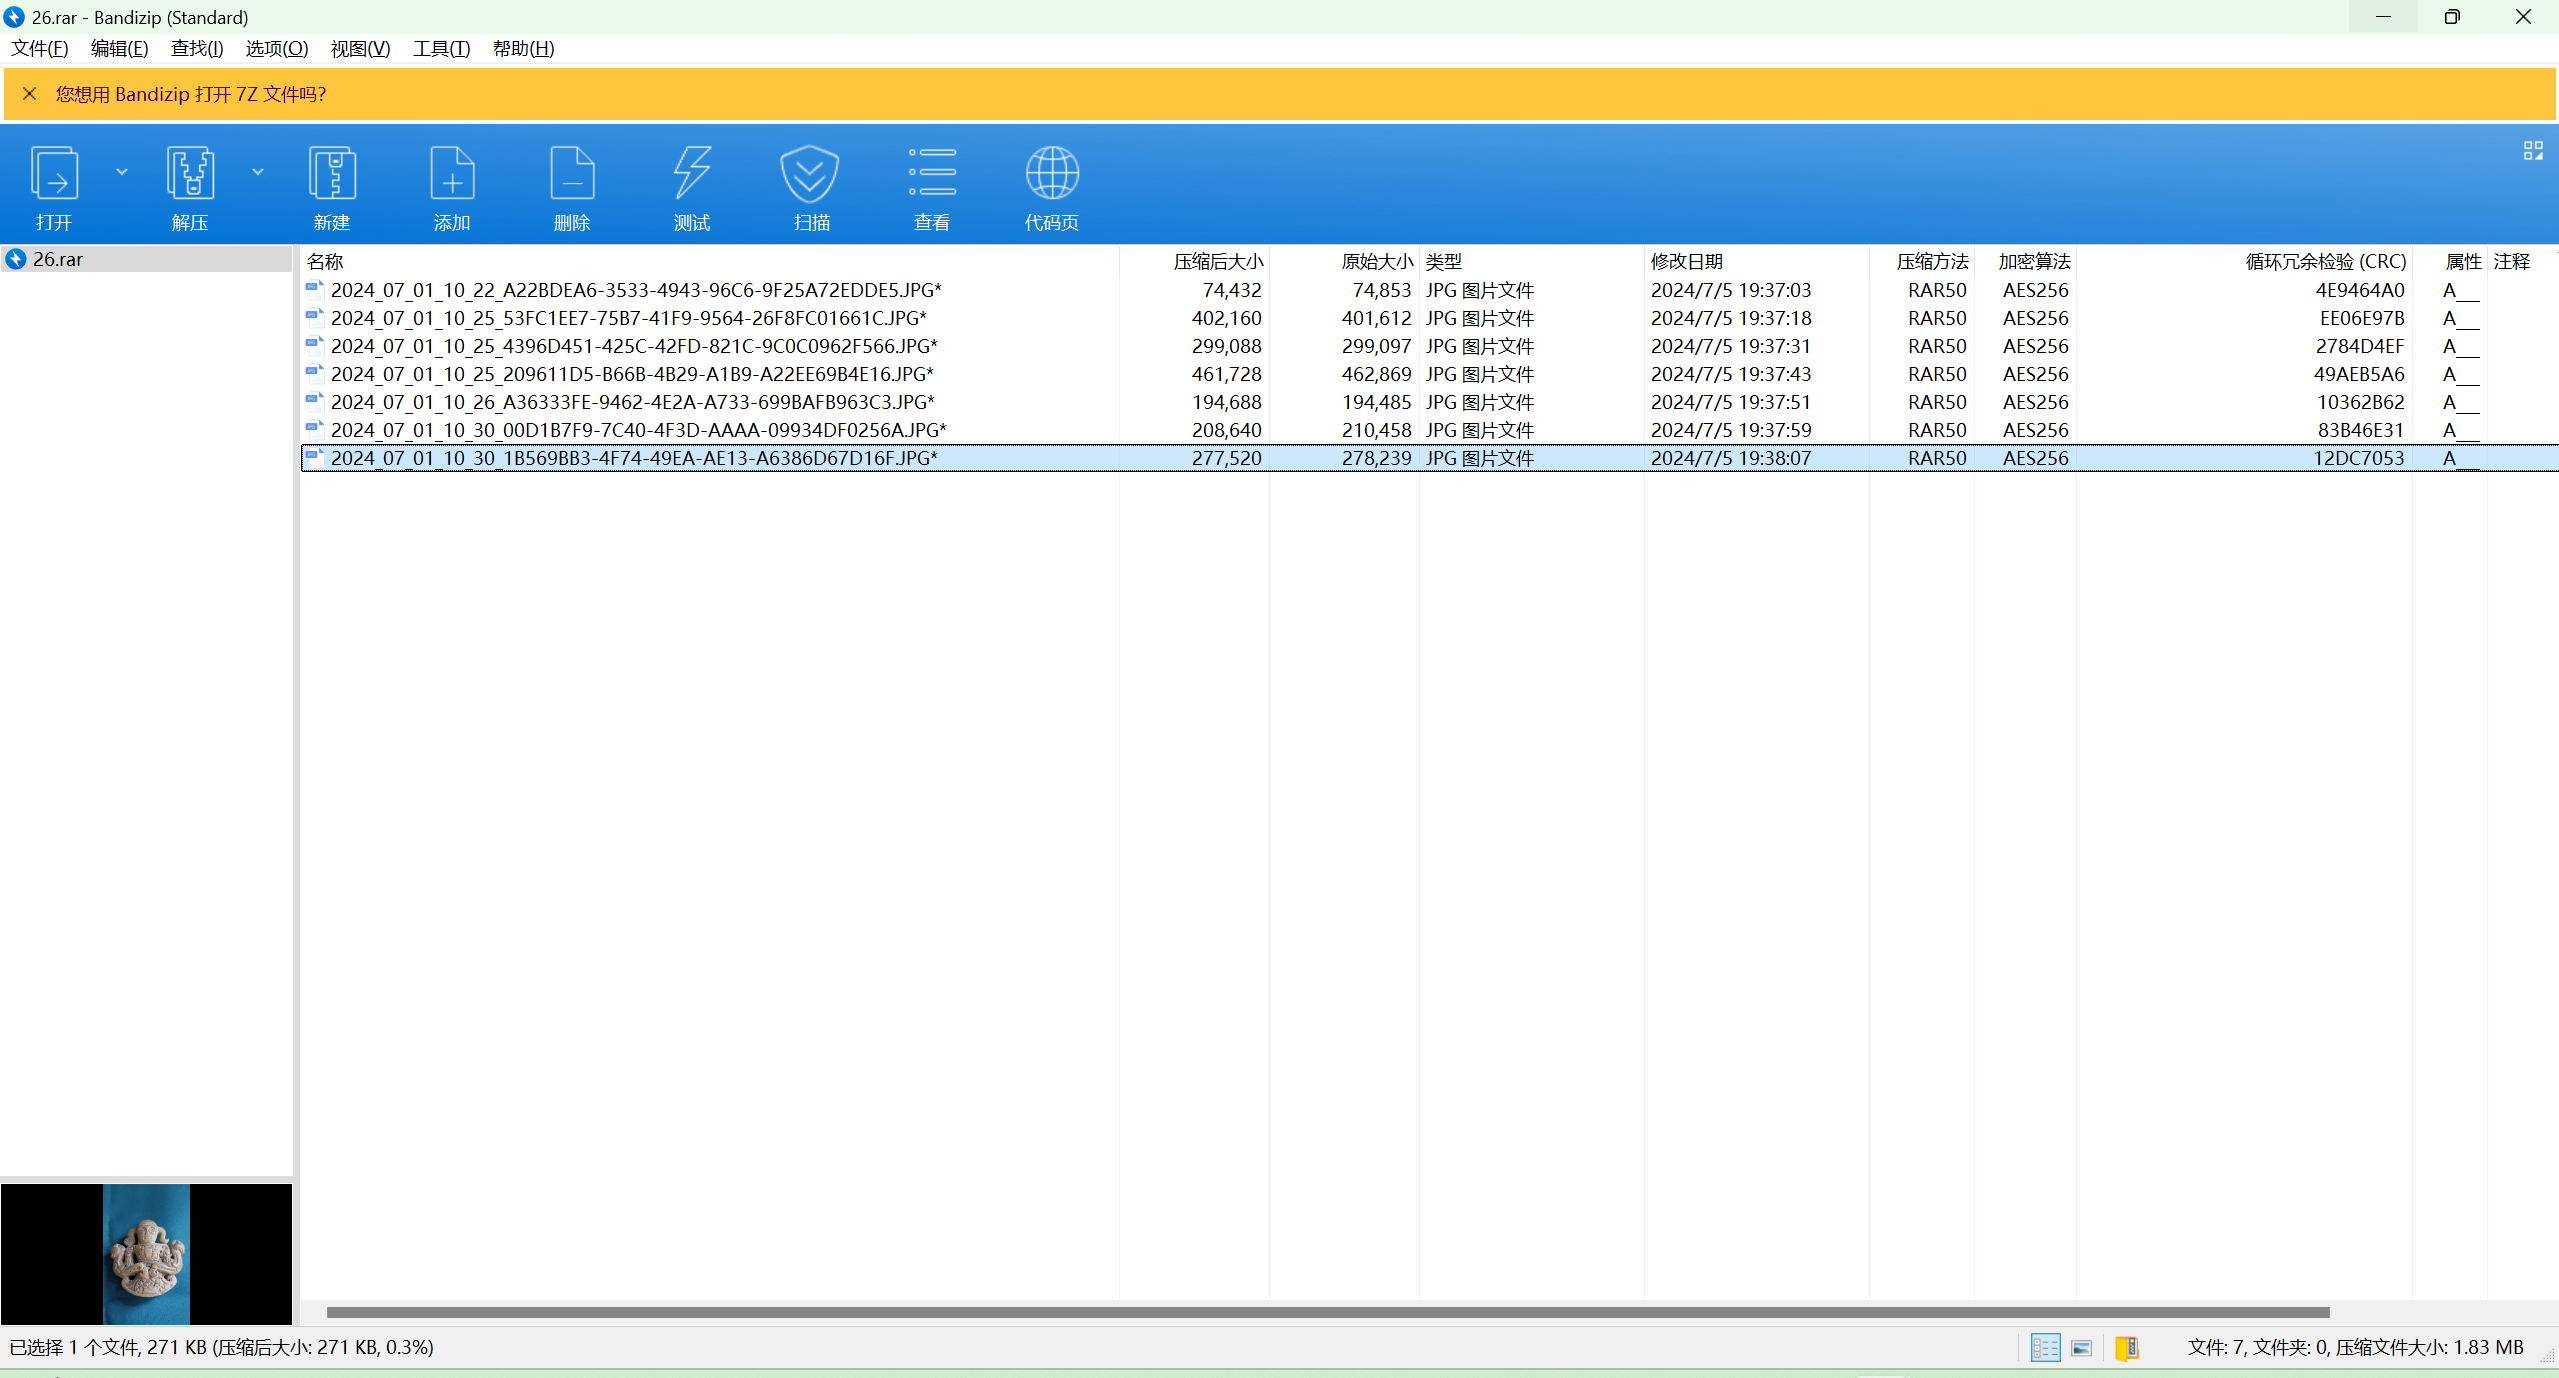 26.rar - Bandizip (Standard)
文件(F) 编辑(E) 查找(I) 选项(O) 视图(V) 工具(T) 帮助(H)
您想用 Bandizip 打开 7Z 文件吗?
打开 解压 新建 添加 删除 测试 扫描 查看 代码页
26.rar
名称 压缩后大小 原始大小 类型 修改日期 压缩方法 加密算法 循环冗余检验 (CRC) 属性 注释
2024_07_01_10_22_A22BDEA6-3533-4943-96C6-9F25A72EDDE5.JPG* 74,432 74,853 JPG 图片文件 2024/7/5 19:37:03 RAR50 AES256 4E9464A0 A__
2024_07_01_10_25_53FC1EE7-75B7-41F9-9564-26F8FC01661C.JPG* 402,160 401,612 JPG 图片文件 2024/7/5 19:37:18 RAR50 AES256 EE06E97B A__
2024_07_01_10_25_4396D451-425C-42FD-821C-9C0C0962F566.JPG* 299,088 299,097 JPG 图片文件 2024/7/5 19:37:31 RAR50 AES256 2784D4EF A__
2024_07_01_10_25_209611D5-B66B-4B29-A1B9-A22EE69B4E16.JPG* 461,728 462,869 JPG 图片文件 2024/7/5 19:37:43 RAR50 AES256 49AEB5A6 A__
2024_07_01_10_26_A36333FE-9462-4E2A-A733-699BAFB963C3.JPG* 194,688 194,485 JPG 图片文件 2024/7/5 19:37:51 RAR50 AES256 10362B62 A__
2024_07_01_10_30_00D1B7F9-7C40-4F3D-AAAA-09934DF0256A.JPG* 208,640 210,458 JPG 图片文件 2024/7/5 19:37:59 RAR50 AES256 83B46E31 A__
2024_07_01_10_30_1B569BB3-4F74-49EA-AE13-A6386D67D16F.JPG* 277,520 278,239 JPG 图片文件 2024/7/5 19:38:07 RAR50 AES256 12DC7053 A__
已选择 1 个文件, 271 KB (压缩后大小: 271 KB, 0.3%) 文件: 7, 文件夹: 0, 压缩文件大小: 1.83 MB